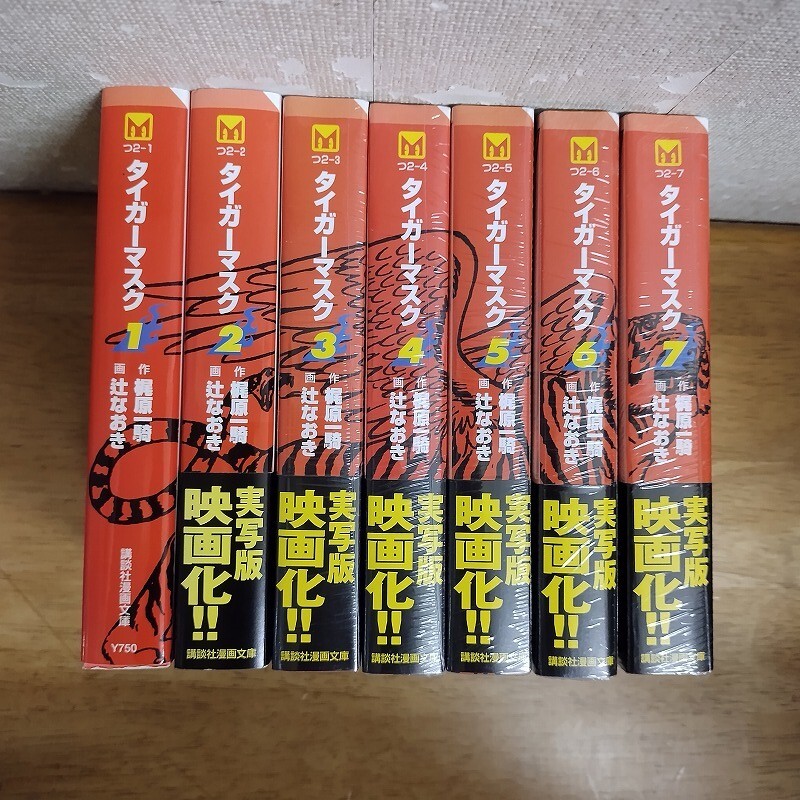 つ2-1
タイガーマスク
1
作 梶原一騎
画 辻なおき
講談社漫画文庫
Y750
つ2-2
タイガーマスク
2
作 梶原一騎
画 辻なおき
実写版
映画化!!
講談社漫画文庫
つ2-3
タイガーマスク
3
作 梶原一騎
画 辻なおき
実写版
映画化!!
講談社漫画文庫
つ2-4
タイガーマスク
4
作 梶原一騎
画 辻なおき
実写版
映画化!!
講談社漫画文庫
つ2-5
タイガーマスク
5
作 梶原一騎
画 辻なおき
実写版
映画化!!
講談社漫画文庫
つ2-6
タイガーマスク
6
作 梶原一騎
画 辻なおき
実写版
映画化!!
講談社漫画文庫
つ2-7
タイガーマスク
7
作 梶原一騎
画 辻なおき
実写版
映画化!!
講談社漫画文庫